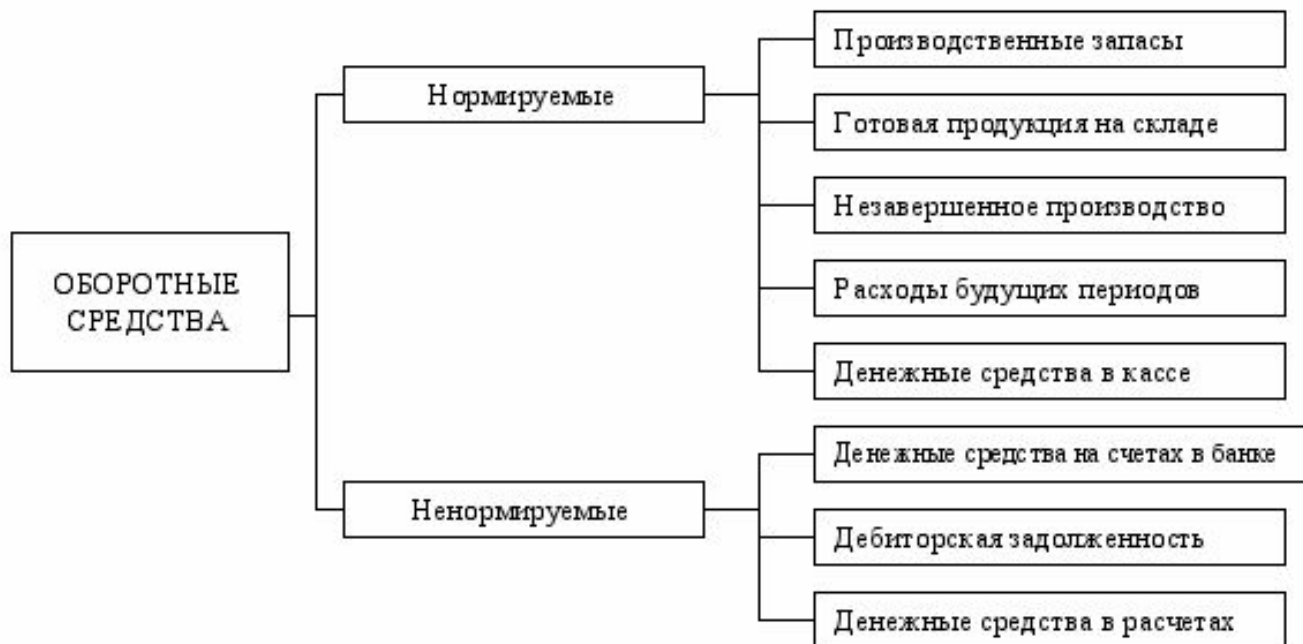 ОБОРОТНЫЕ
СРЕДСТВА
Нормируемые
Производственные запасы
Готовая продукция на складе
Незавершенное производство
Расходы будущих периодов
Денежные средства в кассе
Ненормируемые
Денежные средства на счетах в банке
Дебиторская задолженность
Денежные средства в расчетах